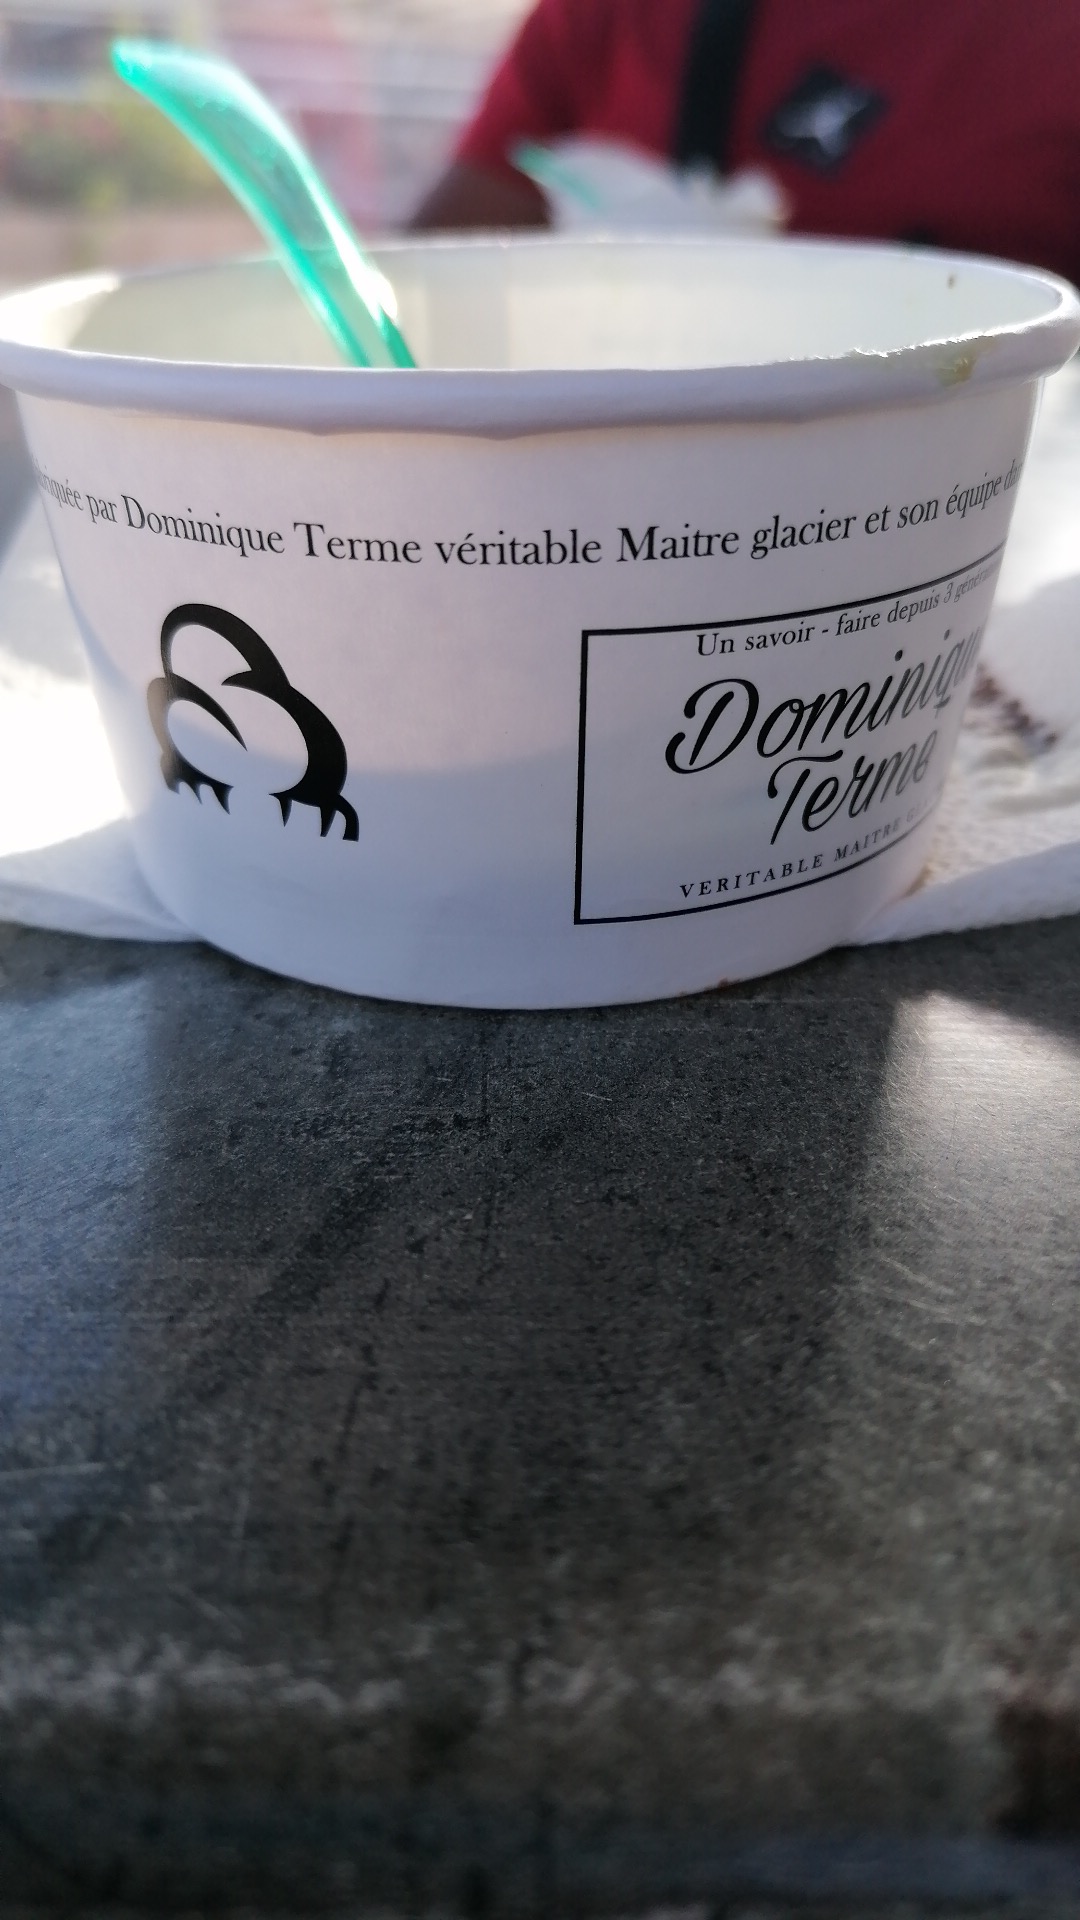 par Dominique Terme véritable Maitre glacier et son équipe
Un savoir - faire depuis 3
Dominique
Terme
VERITABLE MAITRE